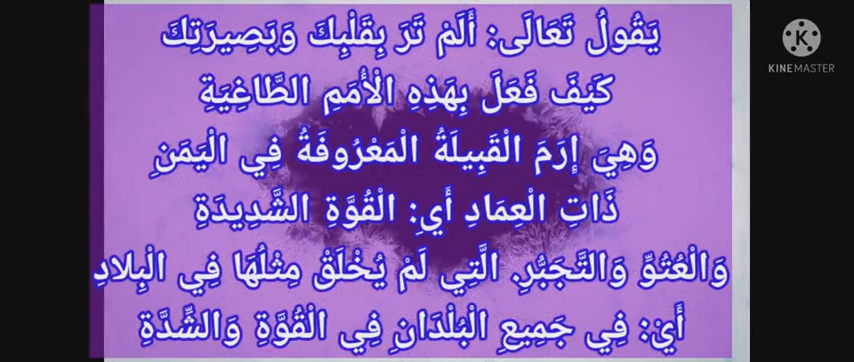 يَقُولُ تَعَالَى: أَلَمْ تَرَ بِقَلْبِكَ وَبَصِيرَتِكَ
كَيْفَ فَعَلَ بِهَذِهِ الْأُمَمِ الطَّاغِيَةِ
وَهِيَ إِرَمَ الْقَبِيلَةُ الْمَعْرُوفَةُ فِي الْيَمَنِ
ذَاتِ الْعِمَادِ أَيِ: الْقُوَّةِ الشَّدِيدَةِ
وَالْعُتُوِّ وَالتَّجَبُّرِ. الَّتِي لَمْ يُخْلَقْ مِثْلُهَا فِي الْبِلادِ
أَيْ: فِي جَمِيعِ الْبُلْدَانِ فِي الْقُوَّةِ وَالشِّدَّةِ
K
KINEMASTER